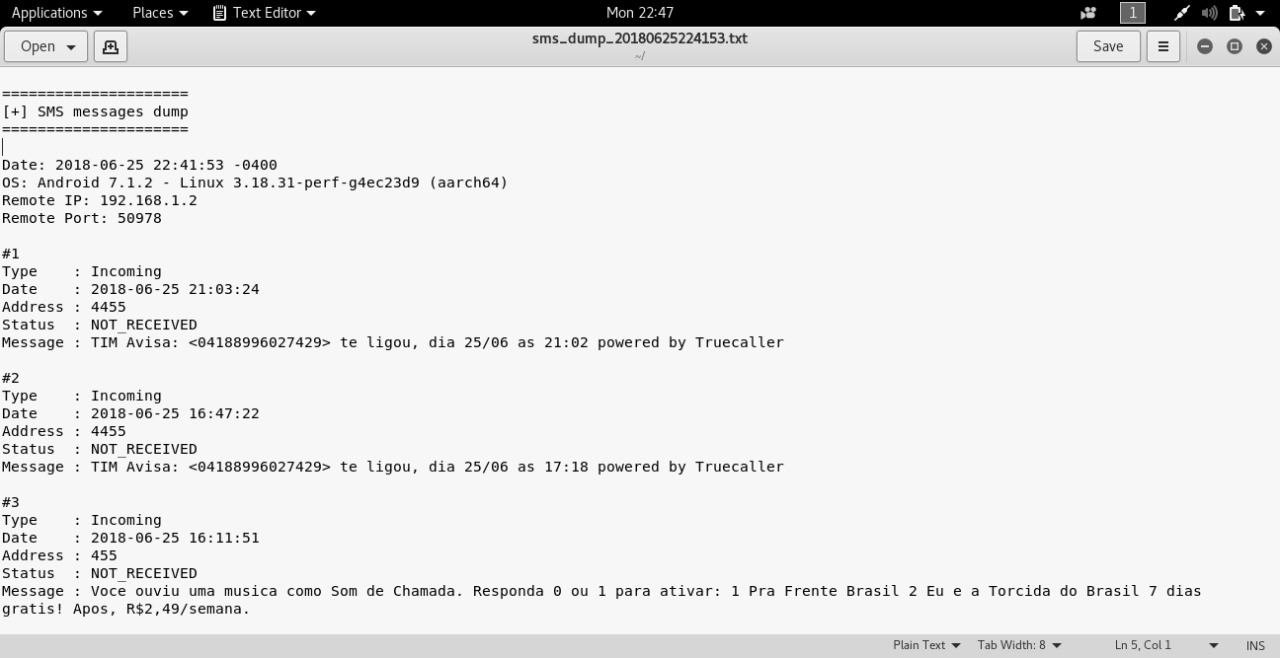 Applications Places Text Editor Mon 22:47 1
Open sms_dump_20180625224153.txt Save
~/
=====================
[+] SMS messages dump
=====================
Date: 2018-06-25 22:41:53 -0400
OS: Android 7.1.2 - Linux 3.18.31-perf-g4ec23d9 (aarch64)
Remote IP: 192.168.1.2
Remote Port: 50978
#1
Type    : Incoming
Date    : 2018-06-25 21:03:24
Address : 4455
Status  : NOT_RECEIVED
Message : TIM Avisa: <04188996027429> te ligou, dia 25/06 as 21:02 powered by Truecaller
#2
Type    : Incoming
Date    : 2018-06-25 16:47:22
Address : 4455
Status  : NOT_RECEIVED
Message : TIM Avisa: <04188996027429> te ligou, dia 25/06 as 17:18 powered by Truecaller
#3
Type    : Incoming
Date    : 2018-06-25 16:11:51
Address : 455
Status  : NOT_RECEIVED
Message : Voce ouviu uma musica como Som de Chamada. Responda 0 ou 1 para ativar: 1 Pra Frente Brasil 2 Eu e a Torcida do Brasil 7 dias
gratis! Apos, R$2,49/semana.
Plain Text Tab Width: 8 Ln 5, Col 1 INS